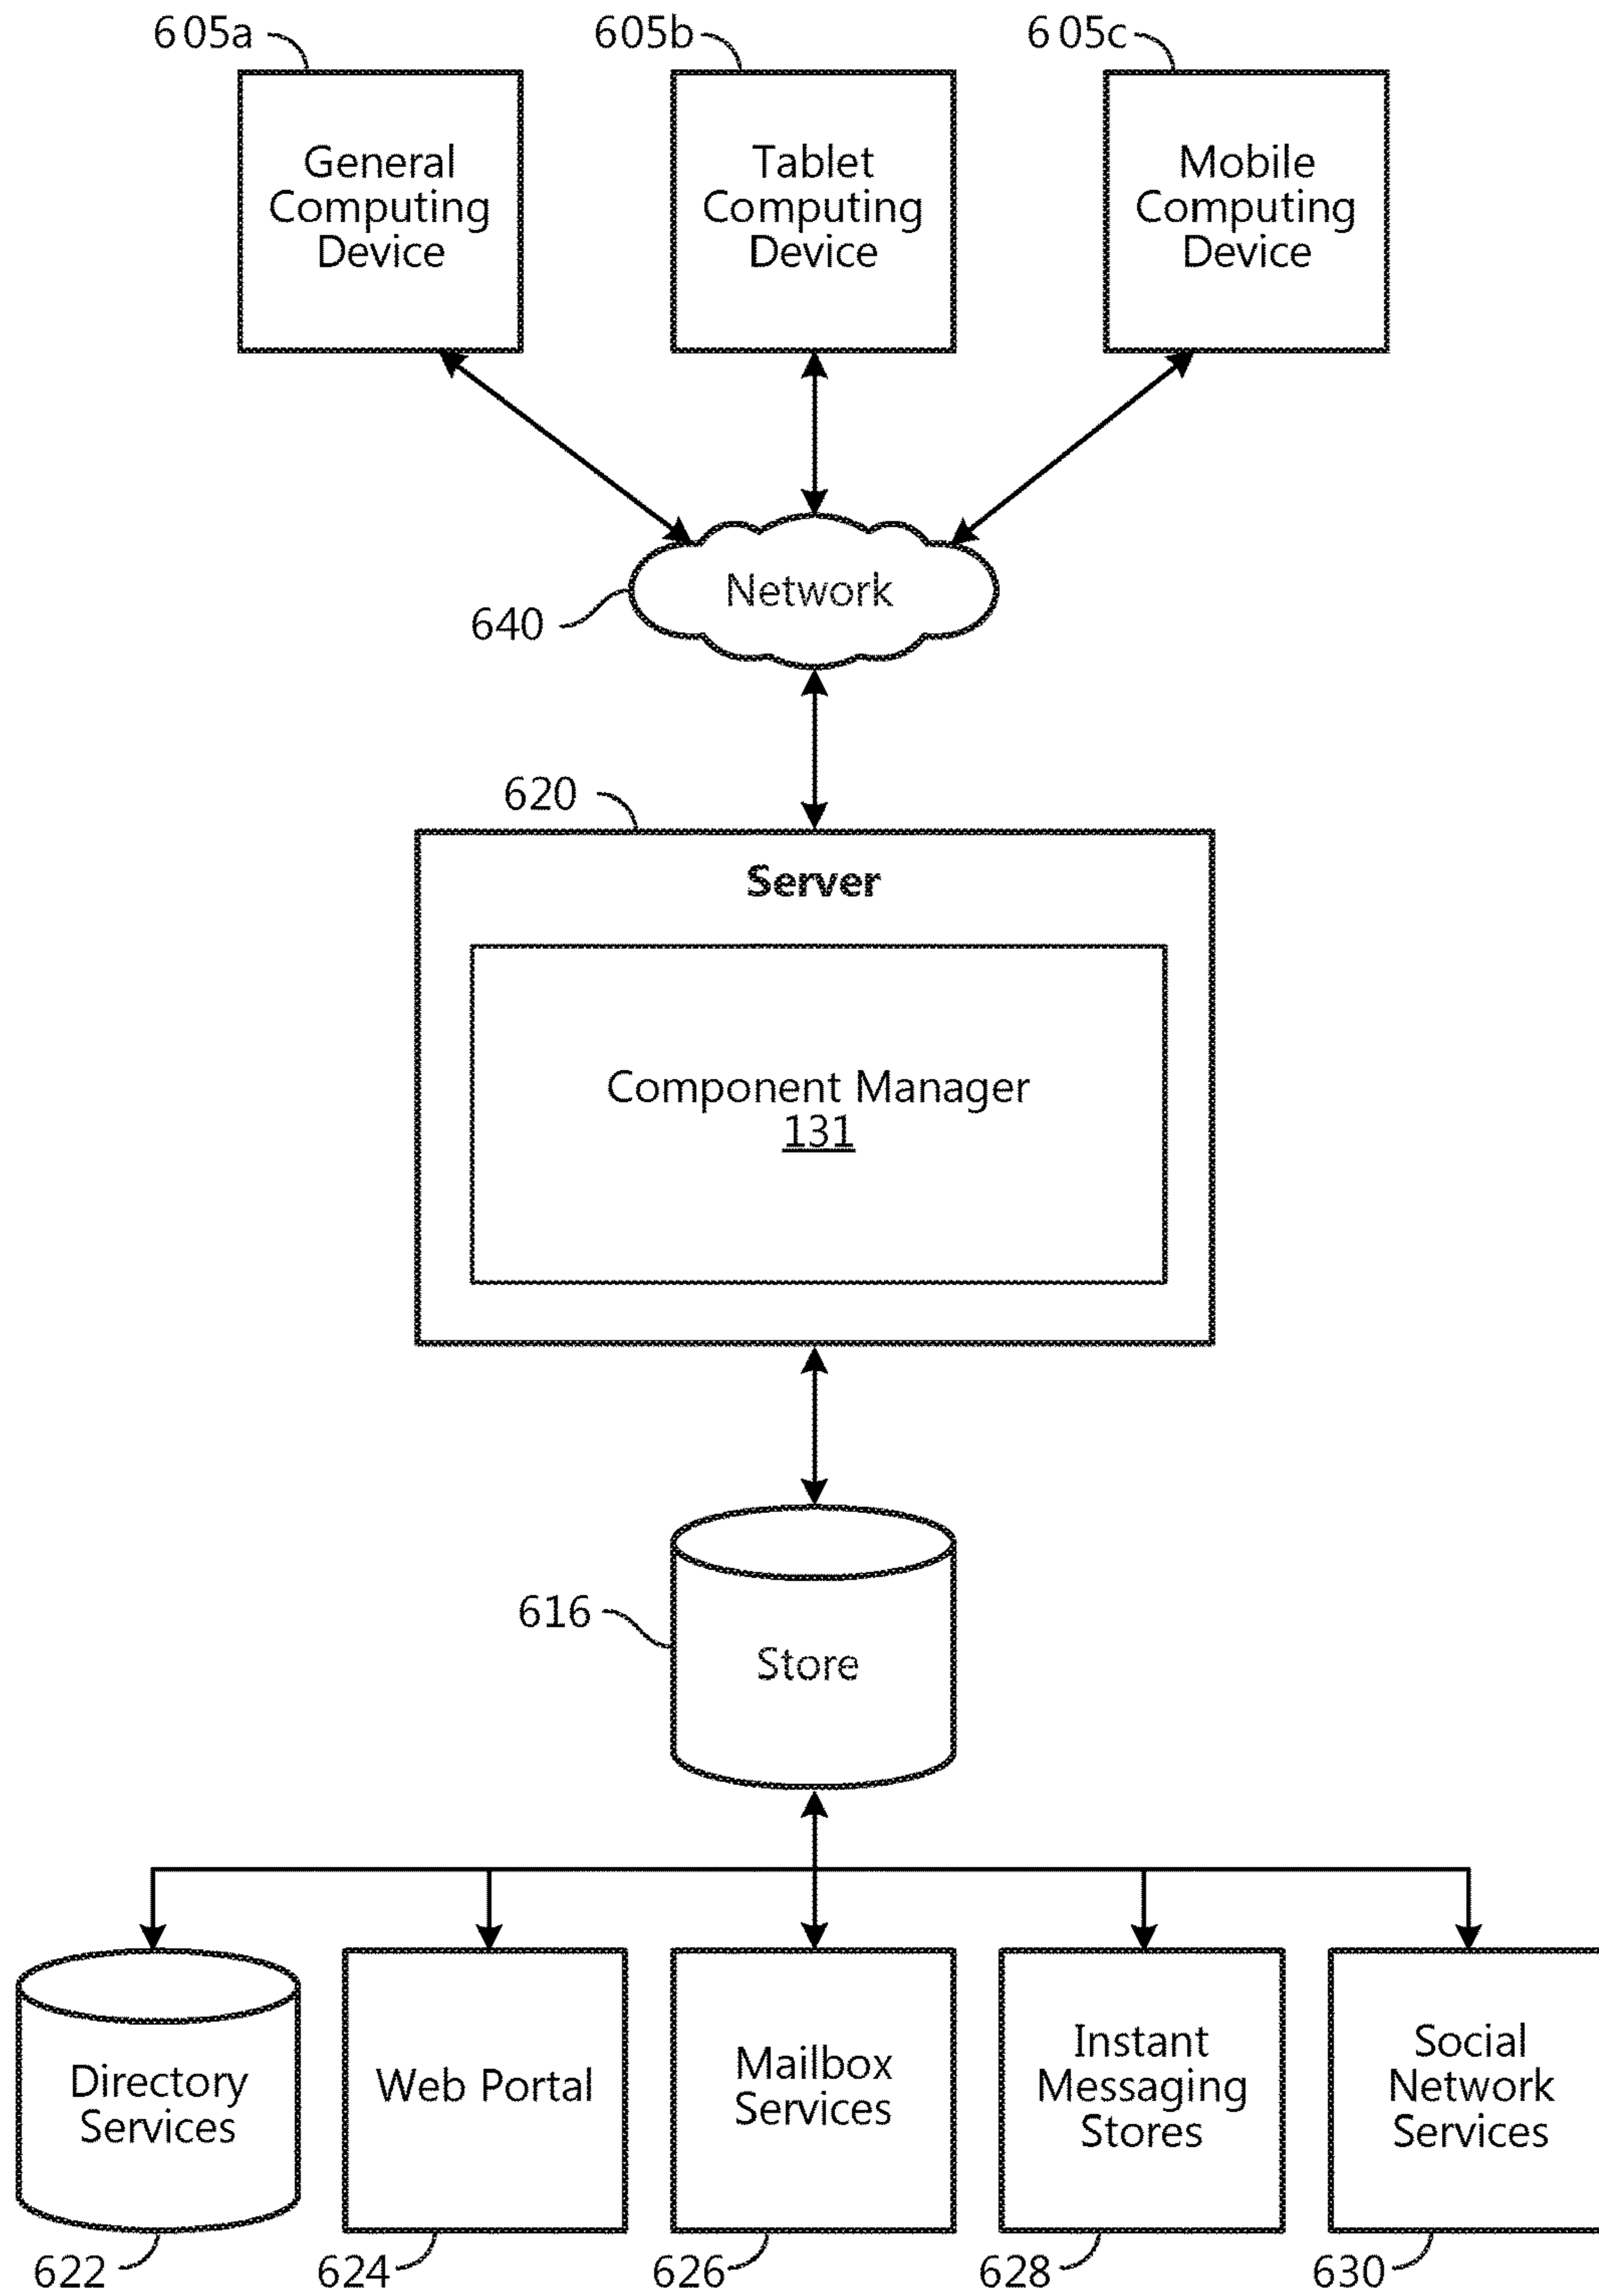 605a
605b
605c
General
Computing
Device
Tablet
Computing
Device
Mobile
Computing
Device
Network
640
620
Server
Component Manager
131
616
Store
Directory
Services
Web Portal
Mailbox
Services
Instant
Messaging
Stores
Social
Network
Services
622
624
626
628
630